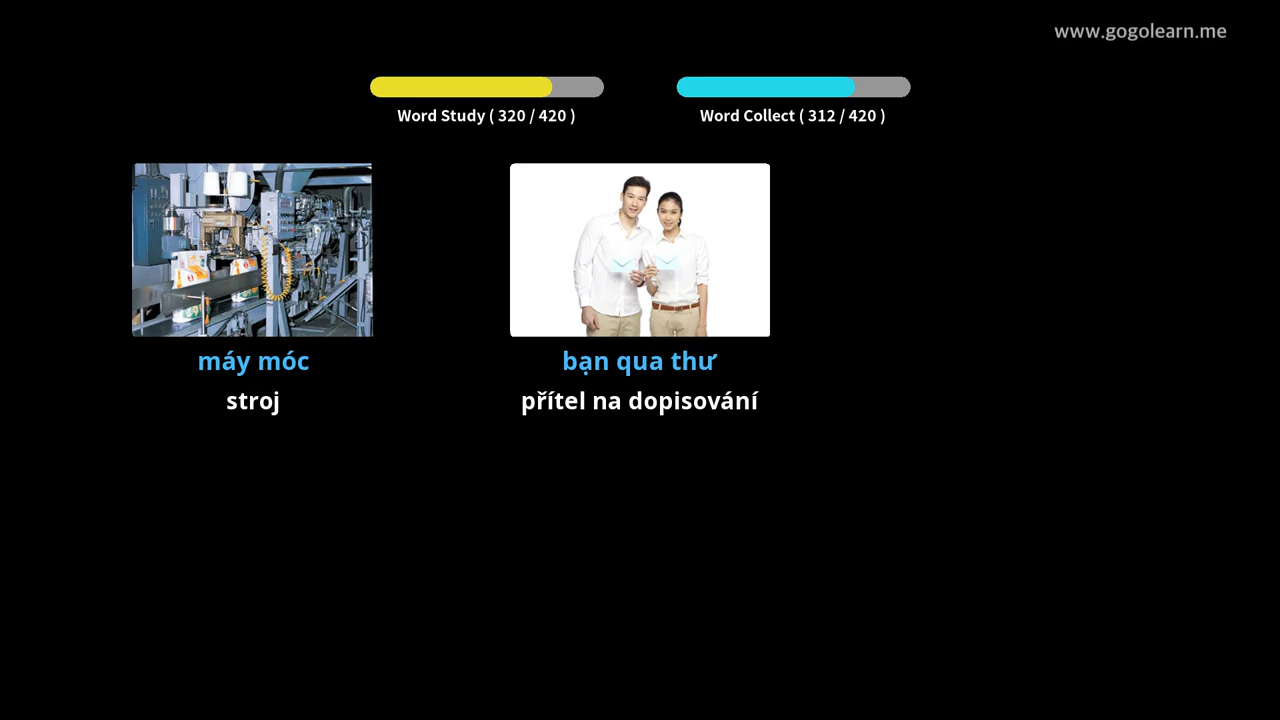 www.gogolearn.me
Word Study ( 320 / 420 )
Word Collect ( 312 / 420 )
máy móc
bạn qua thư
stroj
přítel na dopisování